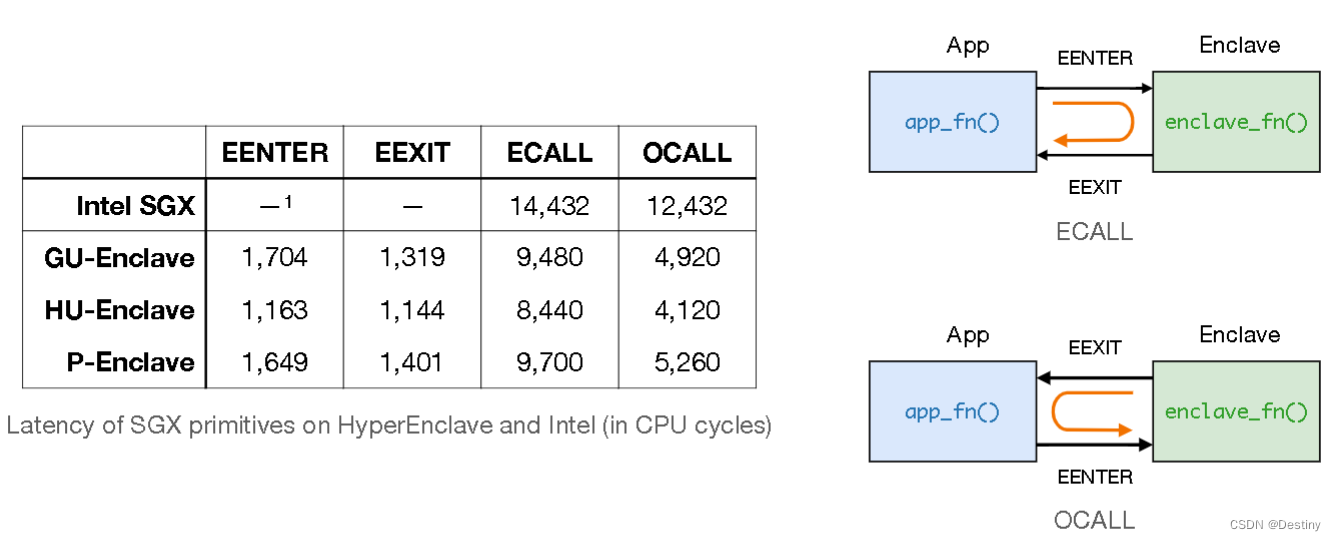 EENTER EEXIT ECALL OCALL
Intel SGX —¹ — 14,432 12,432
GU-Enclave 1,704 1,319 9,480 4,920
HU-Enclave 1,163 1,144 8,440 4,120
P-Enclave 1,649 1,401 9,700 5,260
Latency of SGX primitives on HyperEnclave and Intel (in CPU cycles)
App EENTER Enclave
app_fn() enclave_fn()
EEXIT
ECALL
App EEXIT Enclave
app_fn() enclave_fn()
EENTER
OCALL
CSDN @Destiny